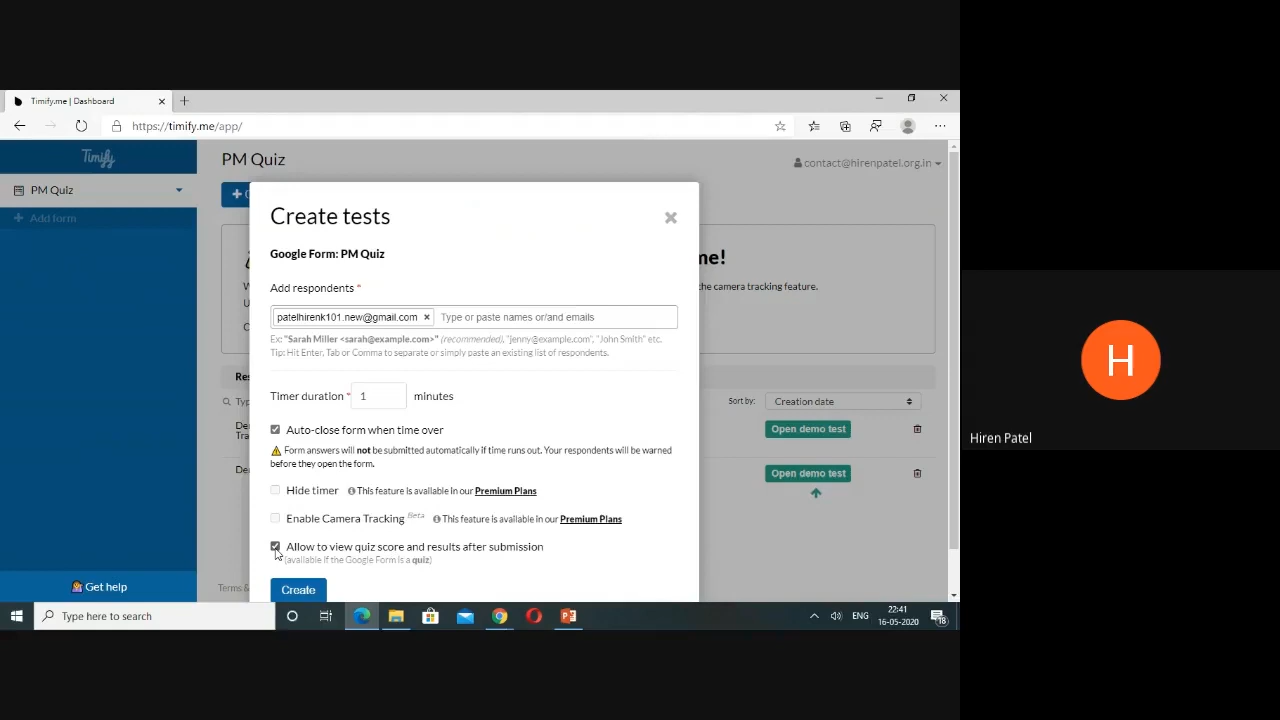 Timify.me | Dashboard
https://timify.me/app/
Timify
PM Quiz
contact@hirenpatel.org.in
PM Quiz
Add form
Create tests
Google Form: PM Quiz
me!
Add respondents *
the camera tracking feature.
patelhirenk101.new@gmail.com × Type or paste names or/and emails
Ex: "Sarah Miller <sarah@example.com>" (recommended), "jenny@example.com", "John Smith" etc.
Tip: Hit Enter, Tab or Comma to separate or simply paste an existing list of respondents.
Res
Timer duration * 1 minutes
Sort by: Creation date
Typ
Auto-close form when time over
De
Tra
Open demo test
Form answers will not be submitted automatically if time runs out. Your respondents will be warned
before they open the form.
De
Open demo test
Hide timer This feature is available in our Premium Plans
Enable Camera Tracking Beta This feature is available in our Premium Plans
Allow to view quiz score and results after submission
(available if the Google Form is a quiz)
Get help
Terms &
Create
Type here to search
ENG
22:41
16-05-2020
18
H
Hiren Patel